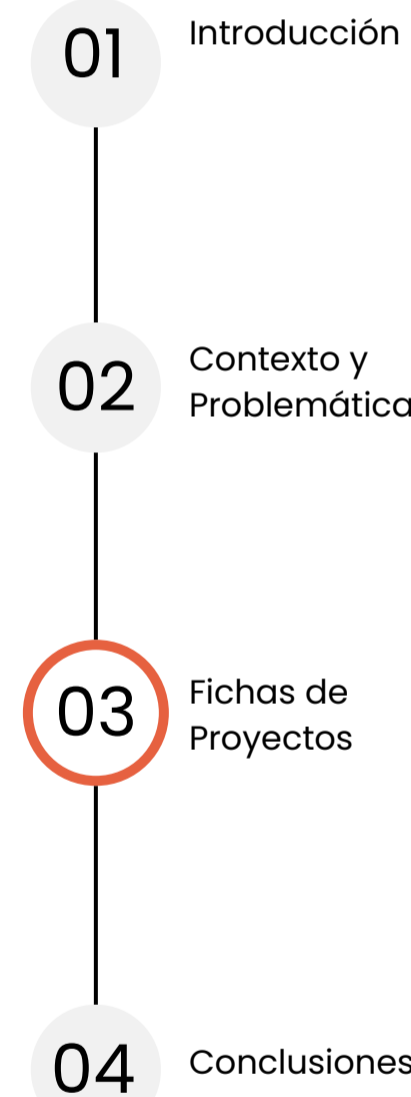 01
Introducción
02
Contexto y
Problemática
03
Fichas de
Proyectos
04
Conclusiones